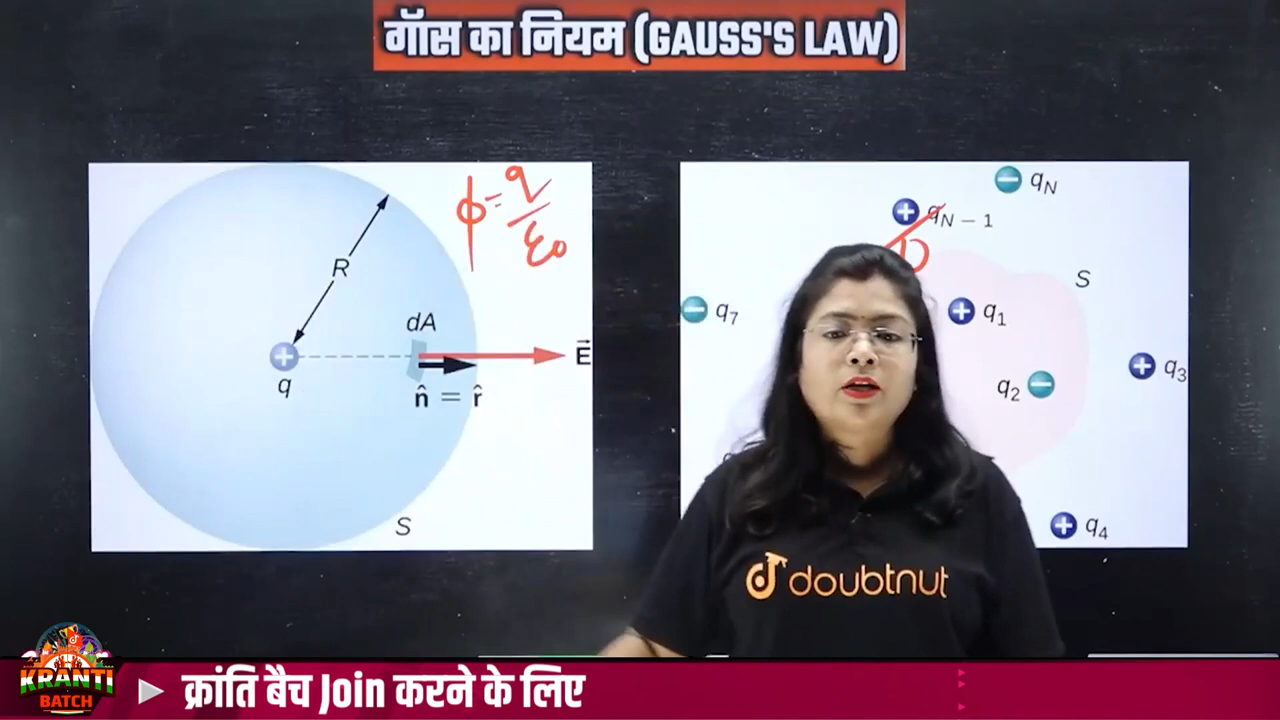 गॉस का नियम (GAUSS'S LAW)
ϕ = q/ε₀
R
dA
E⃗
q
n̂ = r̂
S
qN
qN − 1
S
q7
q1
q3
q2
q4
doubtnut
KRANTI
BATCH
क्रांति बैच Join करने के लिए